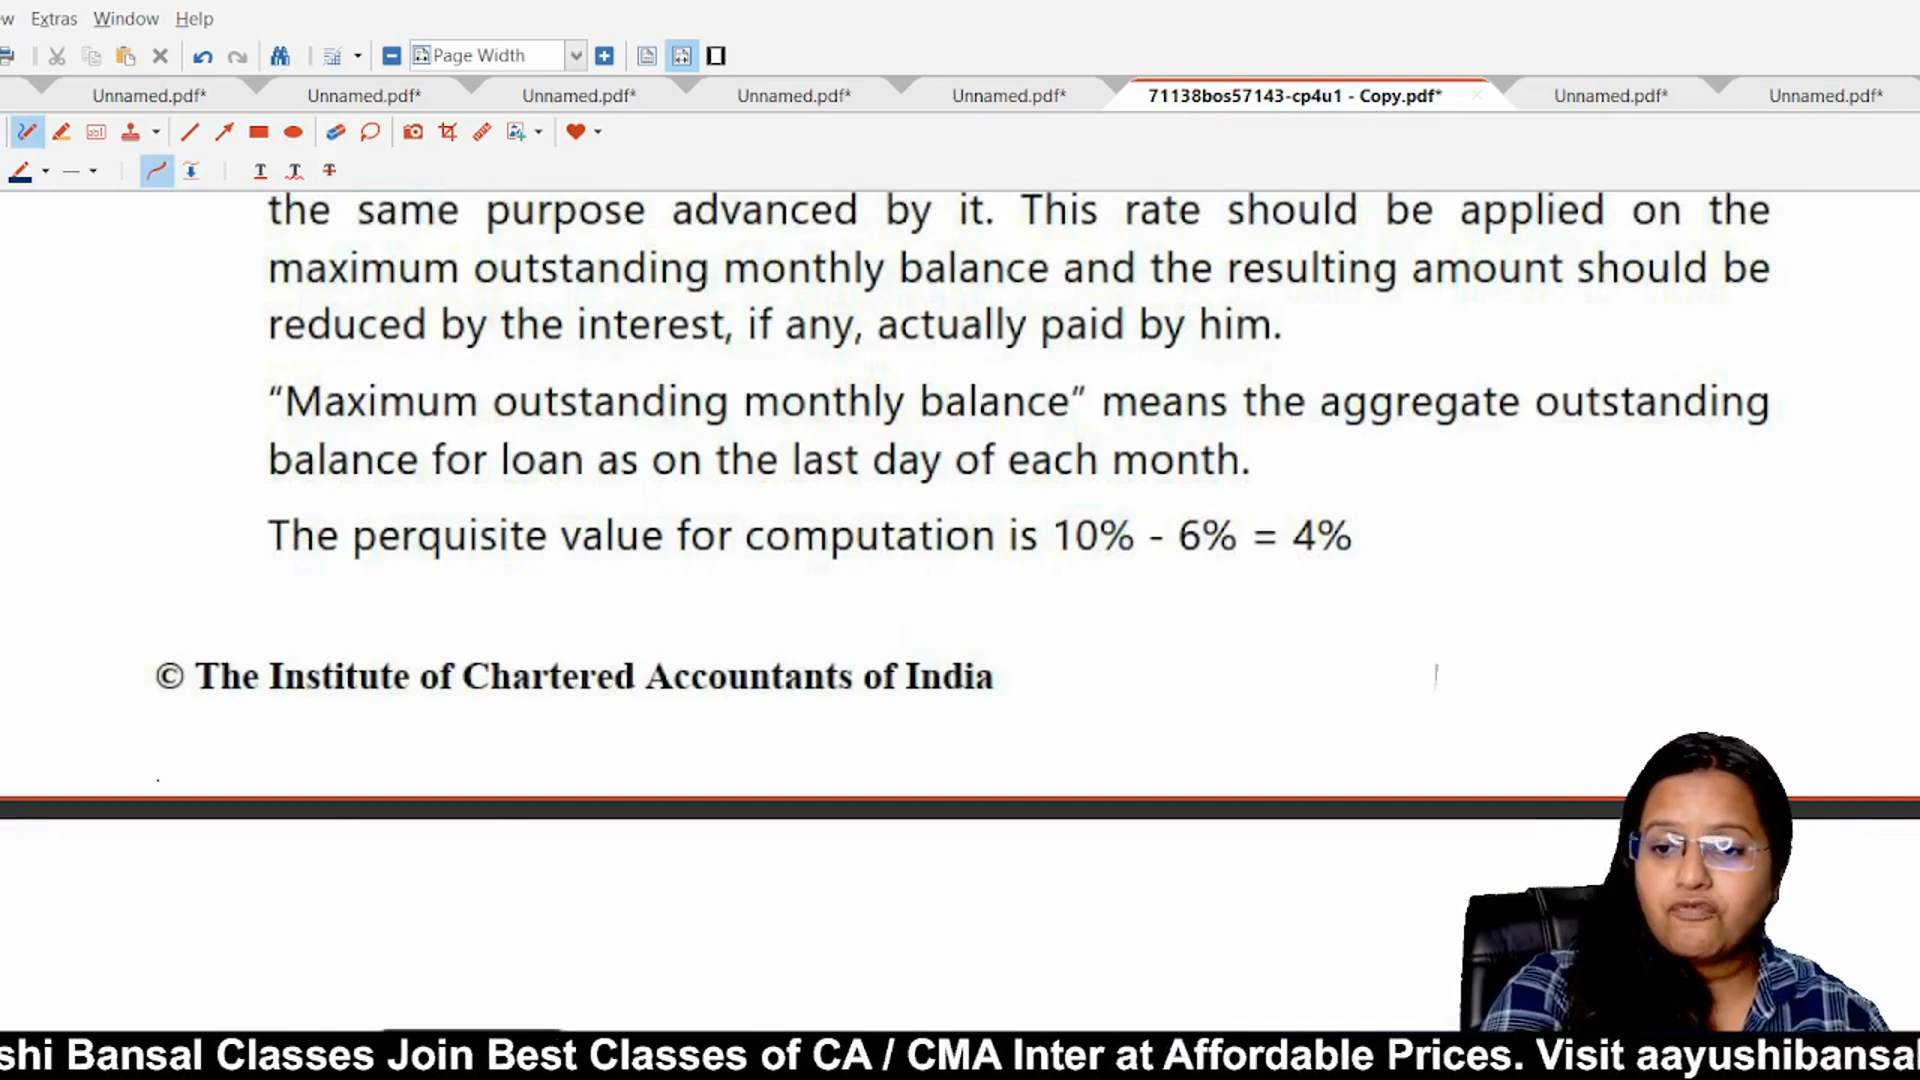 Extras Window Help
Page Width
Unnamed.pdf* Unnamed.pdf* Unnamed.pdf* Unnamed.pdf* Unnamed.pdf* 71138bos57143-cp4u1 - Copy.pdf* Unnamed.pdf* Unnamed.pdf*
the same purpose advanced by it. This rate should be applied on the
maximum outstanding monthly balance and the resulting amount should be
reduced by the interest, if any, actually paid by him.
“Maximum outstanding monthly balance” means the aggregate outstanding
balance for loan as on the last day of each month.
The perquisite value for computation is 10% - 6% = 4%
© The Institute of Chartered Accountants of India
shi Bansal Classes Join Best Classes of CA / CMA Inter at Affordable Prices. Visit aayushibansal